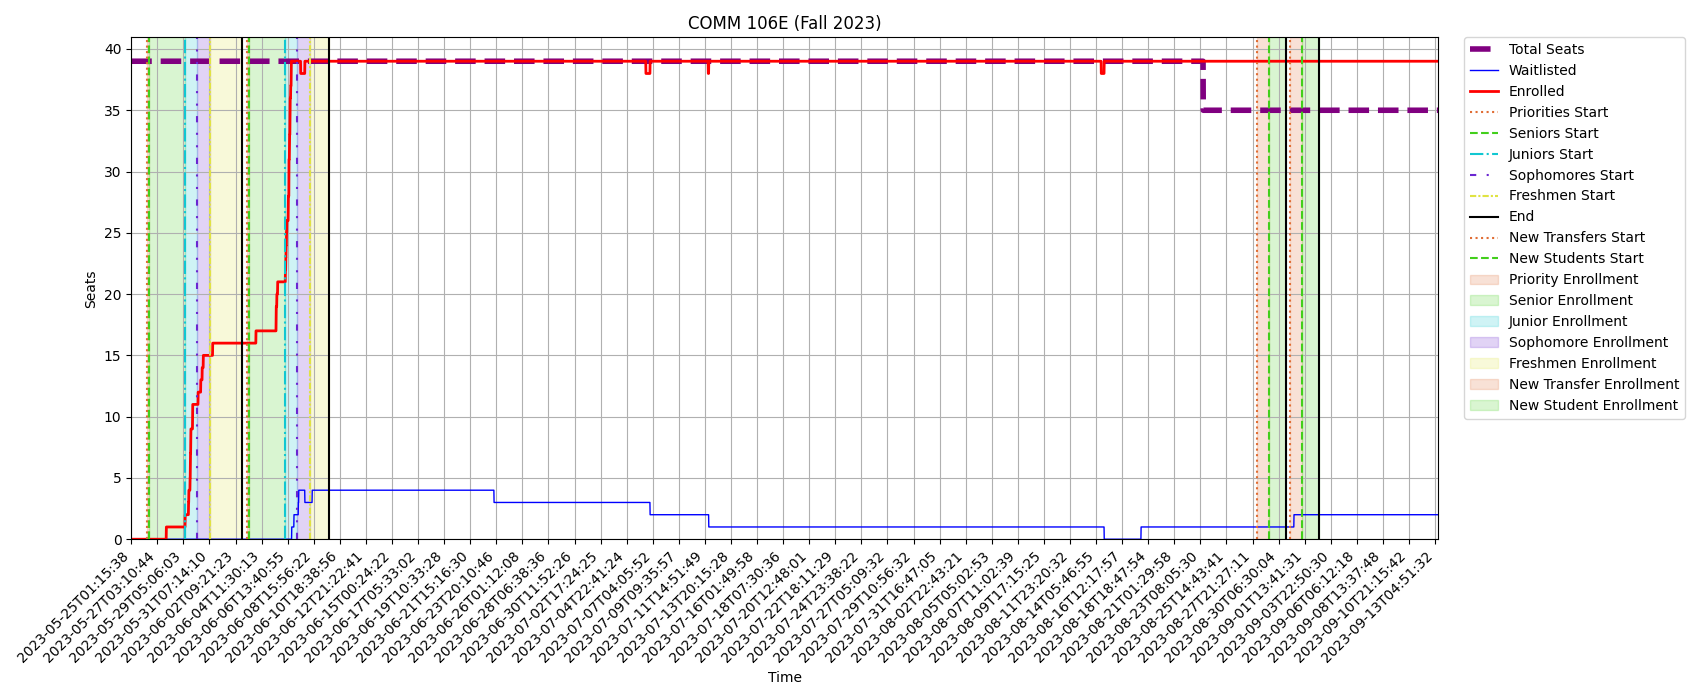 COMM 106E (Fall 2023)
Seats
40
35
30
25
20
15
10
5
0
2023-05-25T01:15:38
2023-05-27T03:10:44
2023-05-29T05:06:03
2023-05-31T07:14:10
2023-06-02T09:21:23
2023-06-04T11:30:13
2023-06-06T13:40:55
2023-06-08T15:56:22
2023-06-10T18:38:56
2023-06-12T21:22:41
2023-06-15T00:24:22
2023-06-17T05:33:02
2023-06-19T10:33:28
2023-06-21T15:16:30
2023-06-23T20:10:46
2023-06-26T01:12:08
2023-06-28T06:38:36
2023-06-30T11:52:26
2023-07-02T17:24:25
2023-07-04T22:41:24
2023-07-07T04:05:52
2023-07-09T09:35:57
2023-07-11T14:51:49
2023-07-13T20:15:28
2023-07-16T01:49:58
2023-07-18T07:30:36
2023-07-20T12:48:01
2023-07-22T18:11:29
2023-07-24T23:38:22
2023-07-27T05:09:32
2023-07-29T10:56:32
2023-07-31T16:47:05
2023-08-02T22:43:21
2023-08-05T05:02:53
2023-08-07T11:02:39
2023-08-09T17:15:25
2023-08-11T23:20:32
2023-08-14T05:46:55
2023-08-16T12:17:57
2023-08-18T18:47:54
2023-08-21T01:29:58
2023-08-23T08:05:30
2023-08-25T14:43:41
2023-08-27T21:27:11
2023-08-30T06:30:04
2023-09-01T13:41:31
2023-09-03T22:50:30
2023-09-06T06:12:18
2023-09-08T13:37:48
2023-09-10T21:15:42
2023-09-13T04:51:32
Time
Total Seats
Waitlisted
Enrolled
Priorities Start
Seniors Start
Juniors Start
Sophomores Start
Freshmen Start
End
New Transfers Start
New Students Start
Priority Enrollment
Senior Enrollment
Junior Enrollment
Sophomore Enrollment
Freshmen Enrollment
New Transfer Enrollment
New Student Enrollment